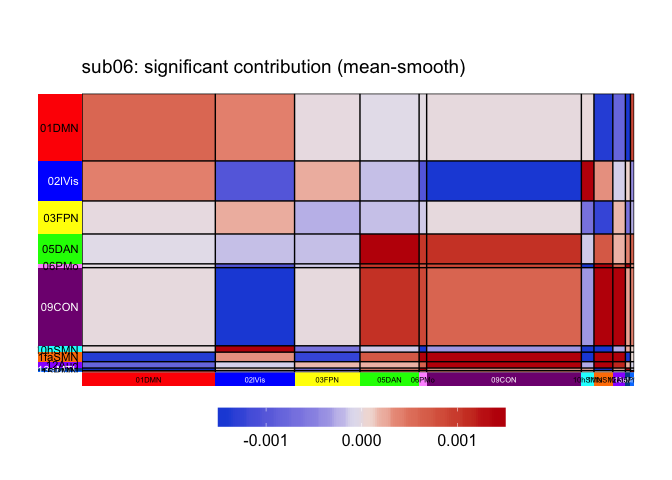 sub06: significant contribution (mean-smooth)
01DMN
02lVis
03FPN
05DAN
06PMo
09CON
01DMN
02lVis
03FPN
05DAN
06PMo
09CON
-0.001
0.000
0.001